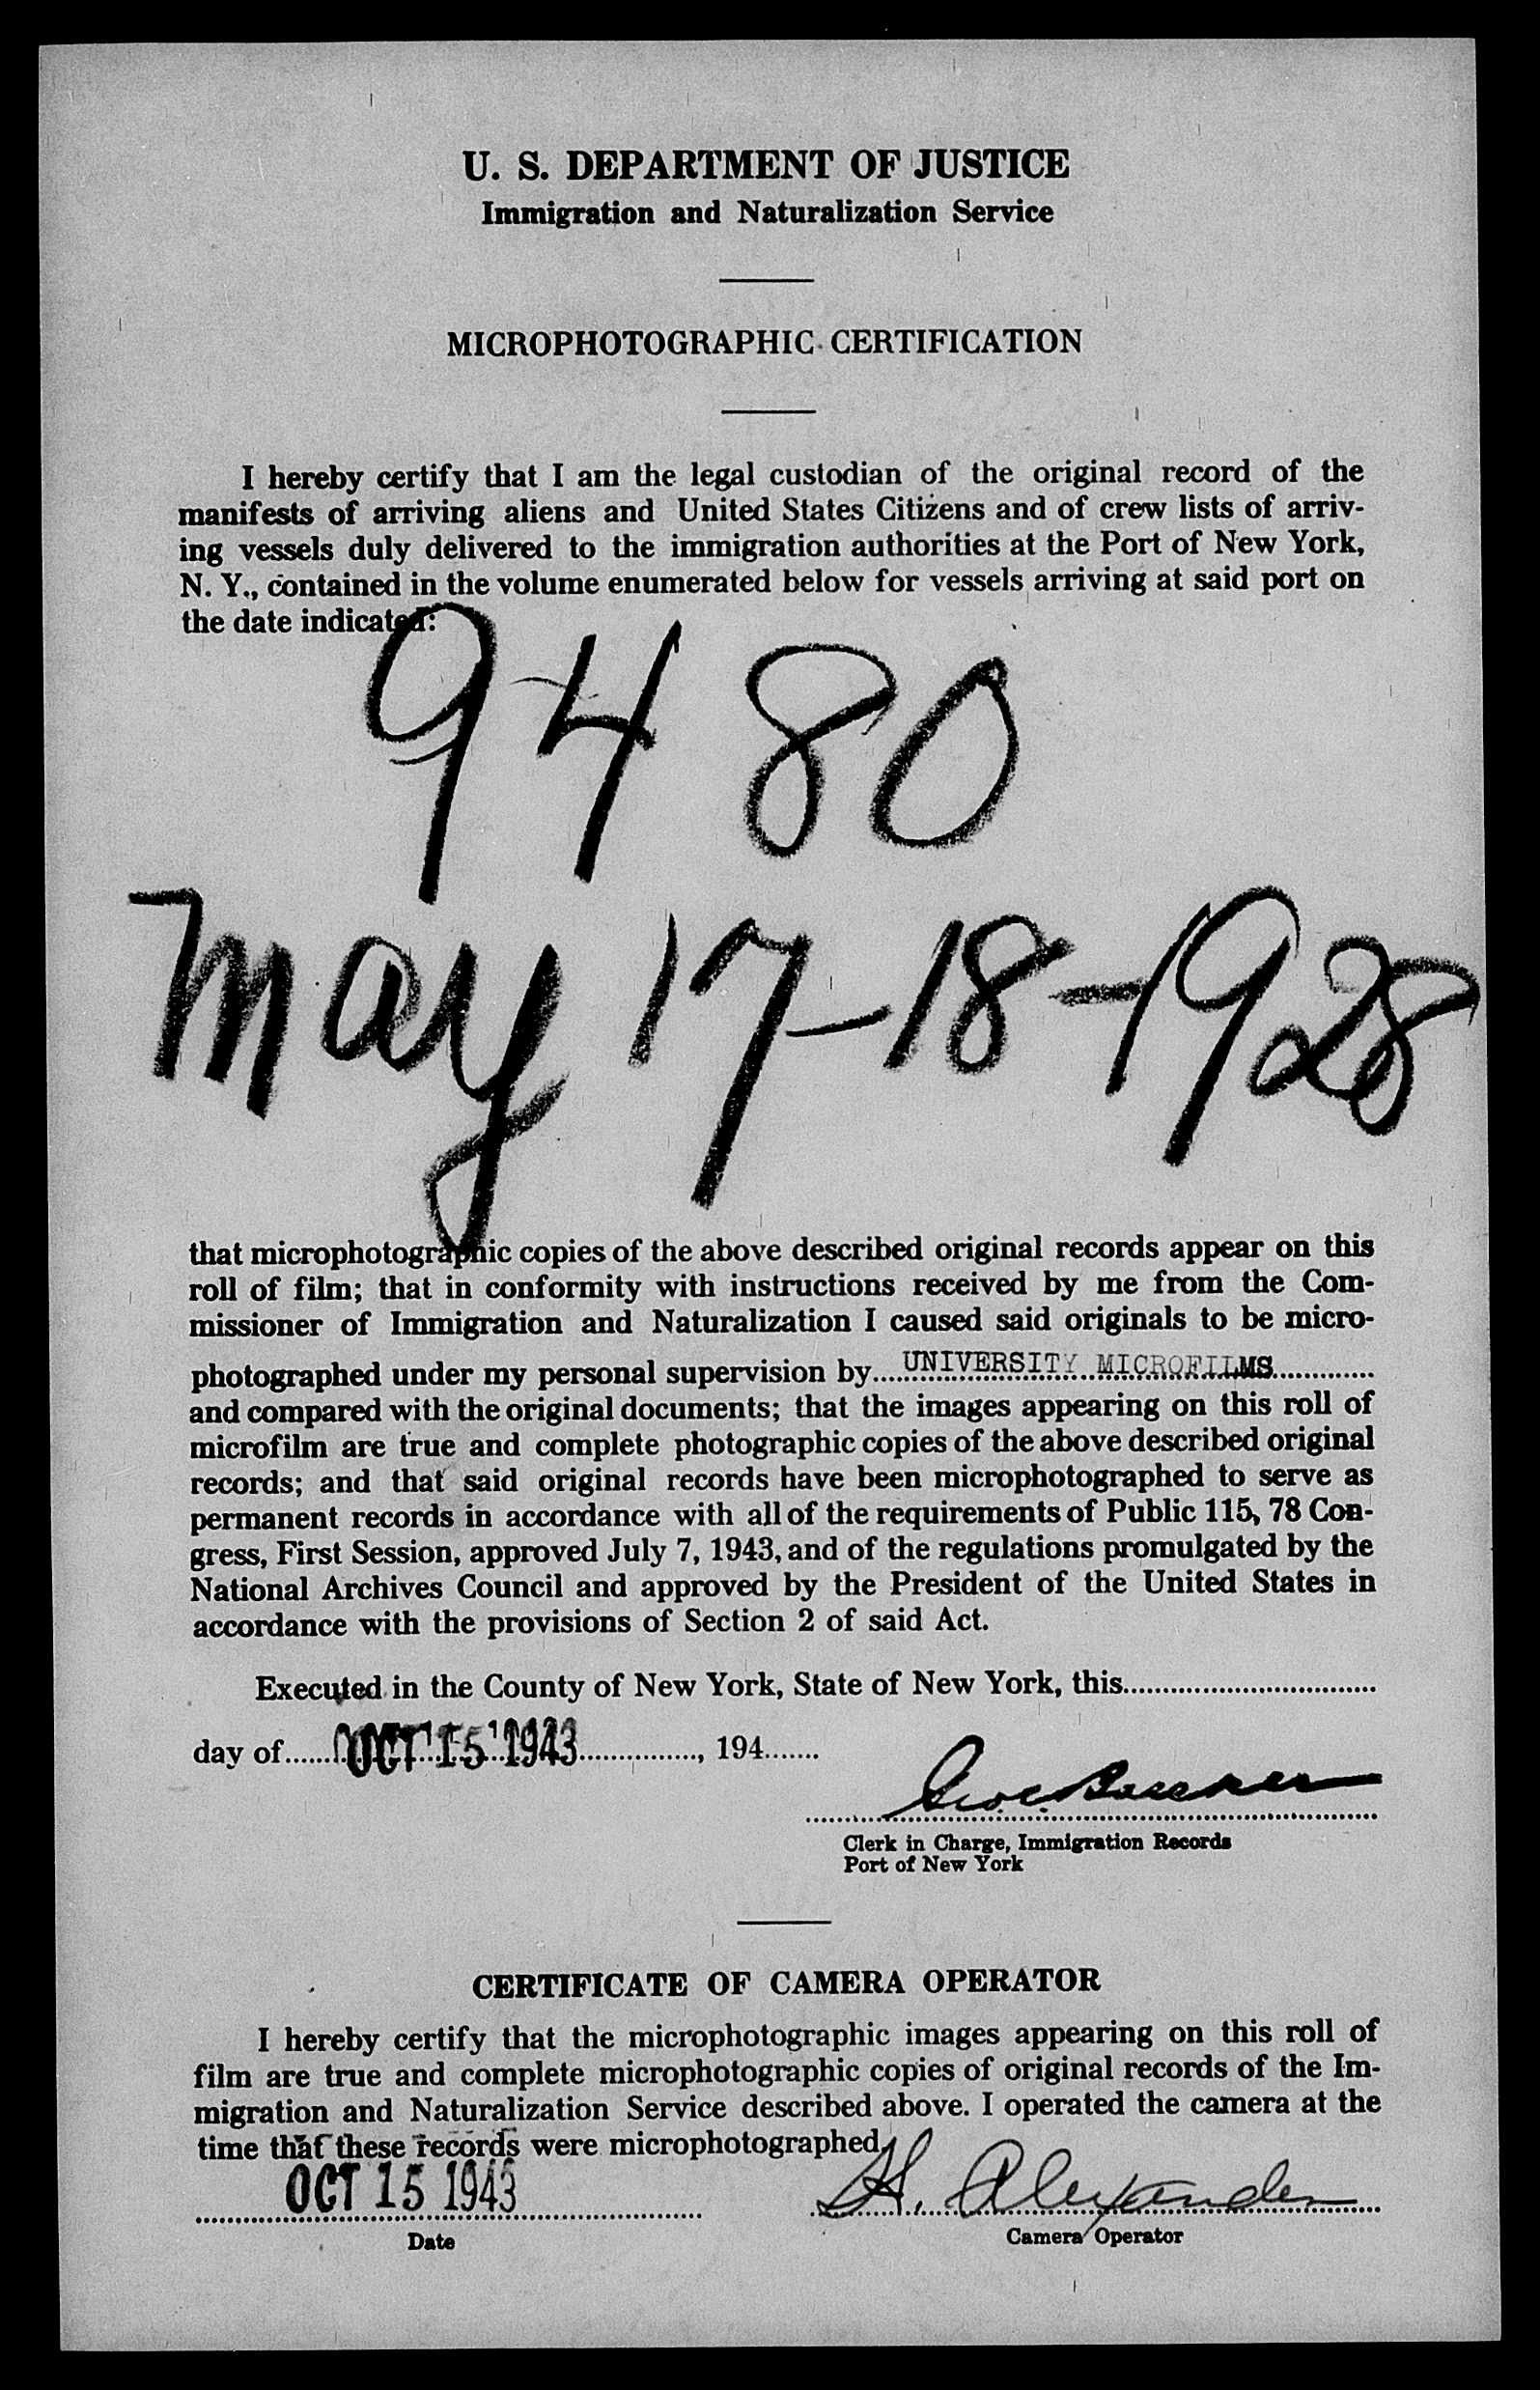 U. S. DEPARTMENT OF JUSTICE
Immigration and Naturalization Service
MICROPHOTOGRAPHIC CERTIFICATION
I hereby certify that I am the legal custodian of the original record of the
manifests of arriving aliens and United States Citizens and of crew lists of arriv-
ing vessels duly delivered to the immigration authorities at the Port of New York,
N. Y., contained in the volume enumerated below for vessels arriving at said port on
the date indicated:
9480
May 17-18-1928
that microphotographic copies of the above described original records appear on this
roll of film; that in conformity with instructions received by me from the Com-
missioner of Immigration and Naturalization I caused said originals to be micro-
photographed under my personal supervision by UNIVERSITY MICROFILMS
and compared with the original documents; that the images appearing on this roll of
microfilm are true and complete photographic copies of the above described original
records; and that said original records have been microphotographed to serve as
permanent records in accordance with all of the requirements of Public 115, 78 Con-
gress, First Session, approved July 7, 1943, and of the regulations promulgated by the
National Archives Council and approved by the President of the United States in
accordance with the provisions of Section 2 of said Act.
Executed in the County of New York, State of New York, this
day of OCT 15 1943, 194
Clerk in Charge, Immigration Records
Port of New York
CERTIFICATE OF CAMERA OPERATOR
I hereby certify that the microphotographic images appearing on this roll of
film are true and complete microphotographic copies of original records of the Im-
migration and Naturalization Service described above. I operated the camera at the
time that these records were microphotographed.
OCT 15 1943 H. Alexander
Date Camera Operator